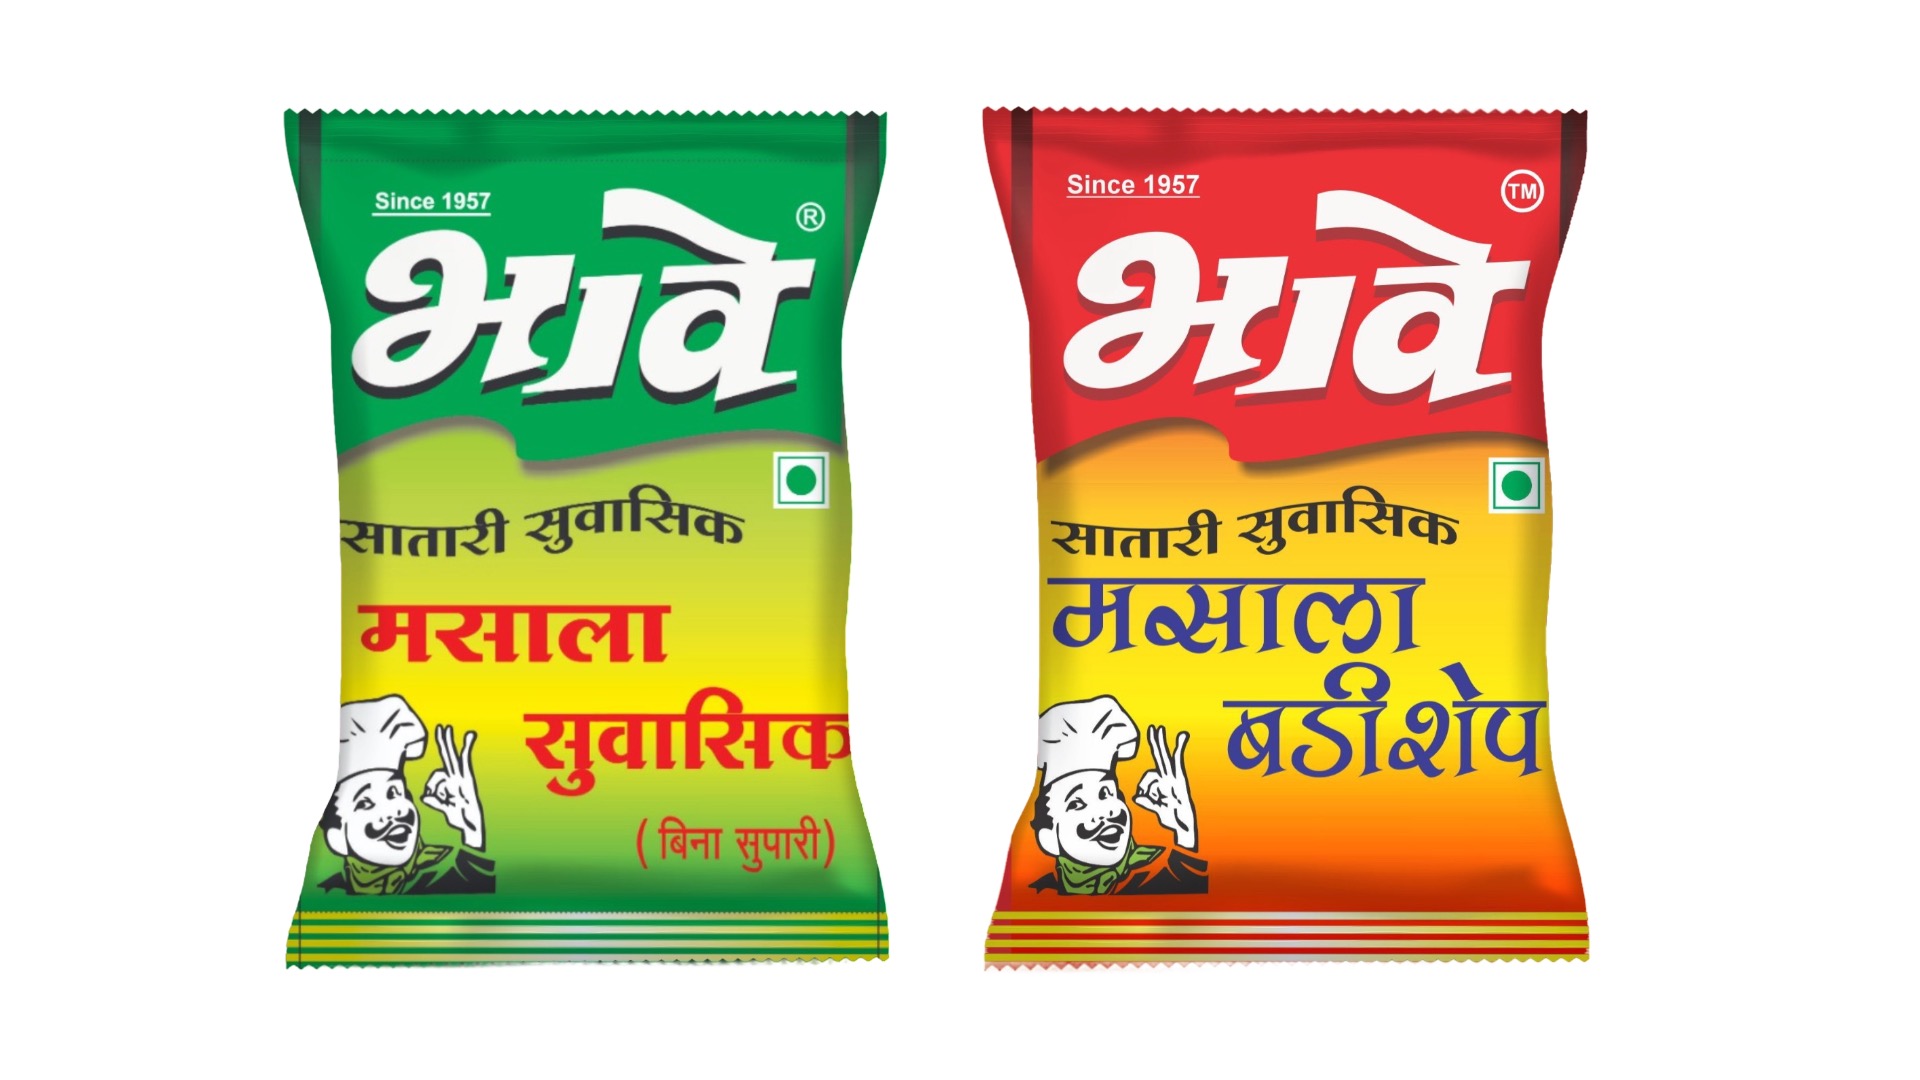 Since 1957
भावे
®
सातारी सुवासिक
मसाला
सुवासिक
( बिना सुपारी)
Since 1957
भावे
TM
सातारी सुवासिक
मसाला
बडीशेप